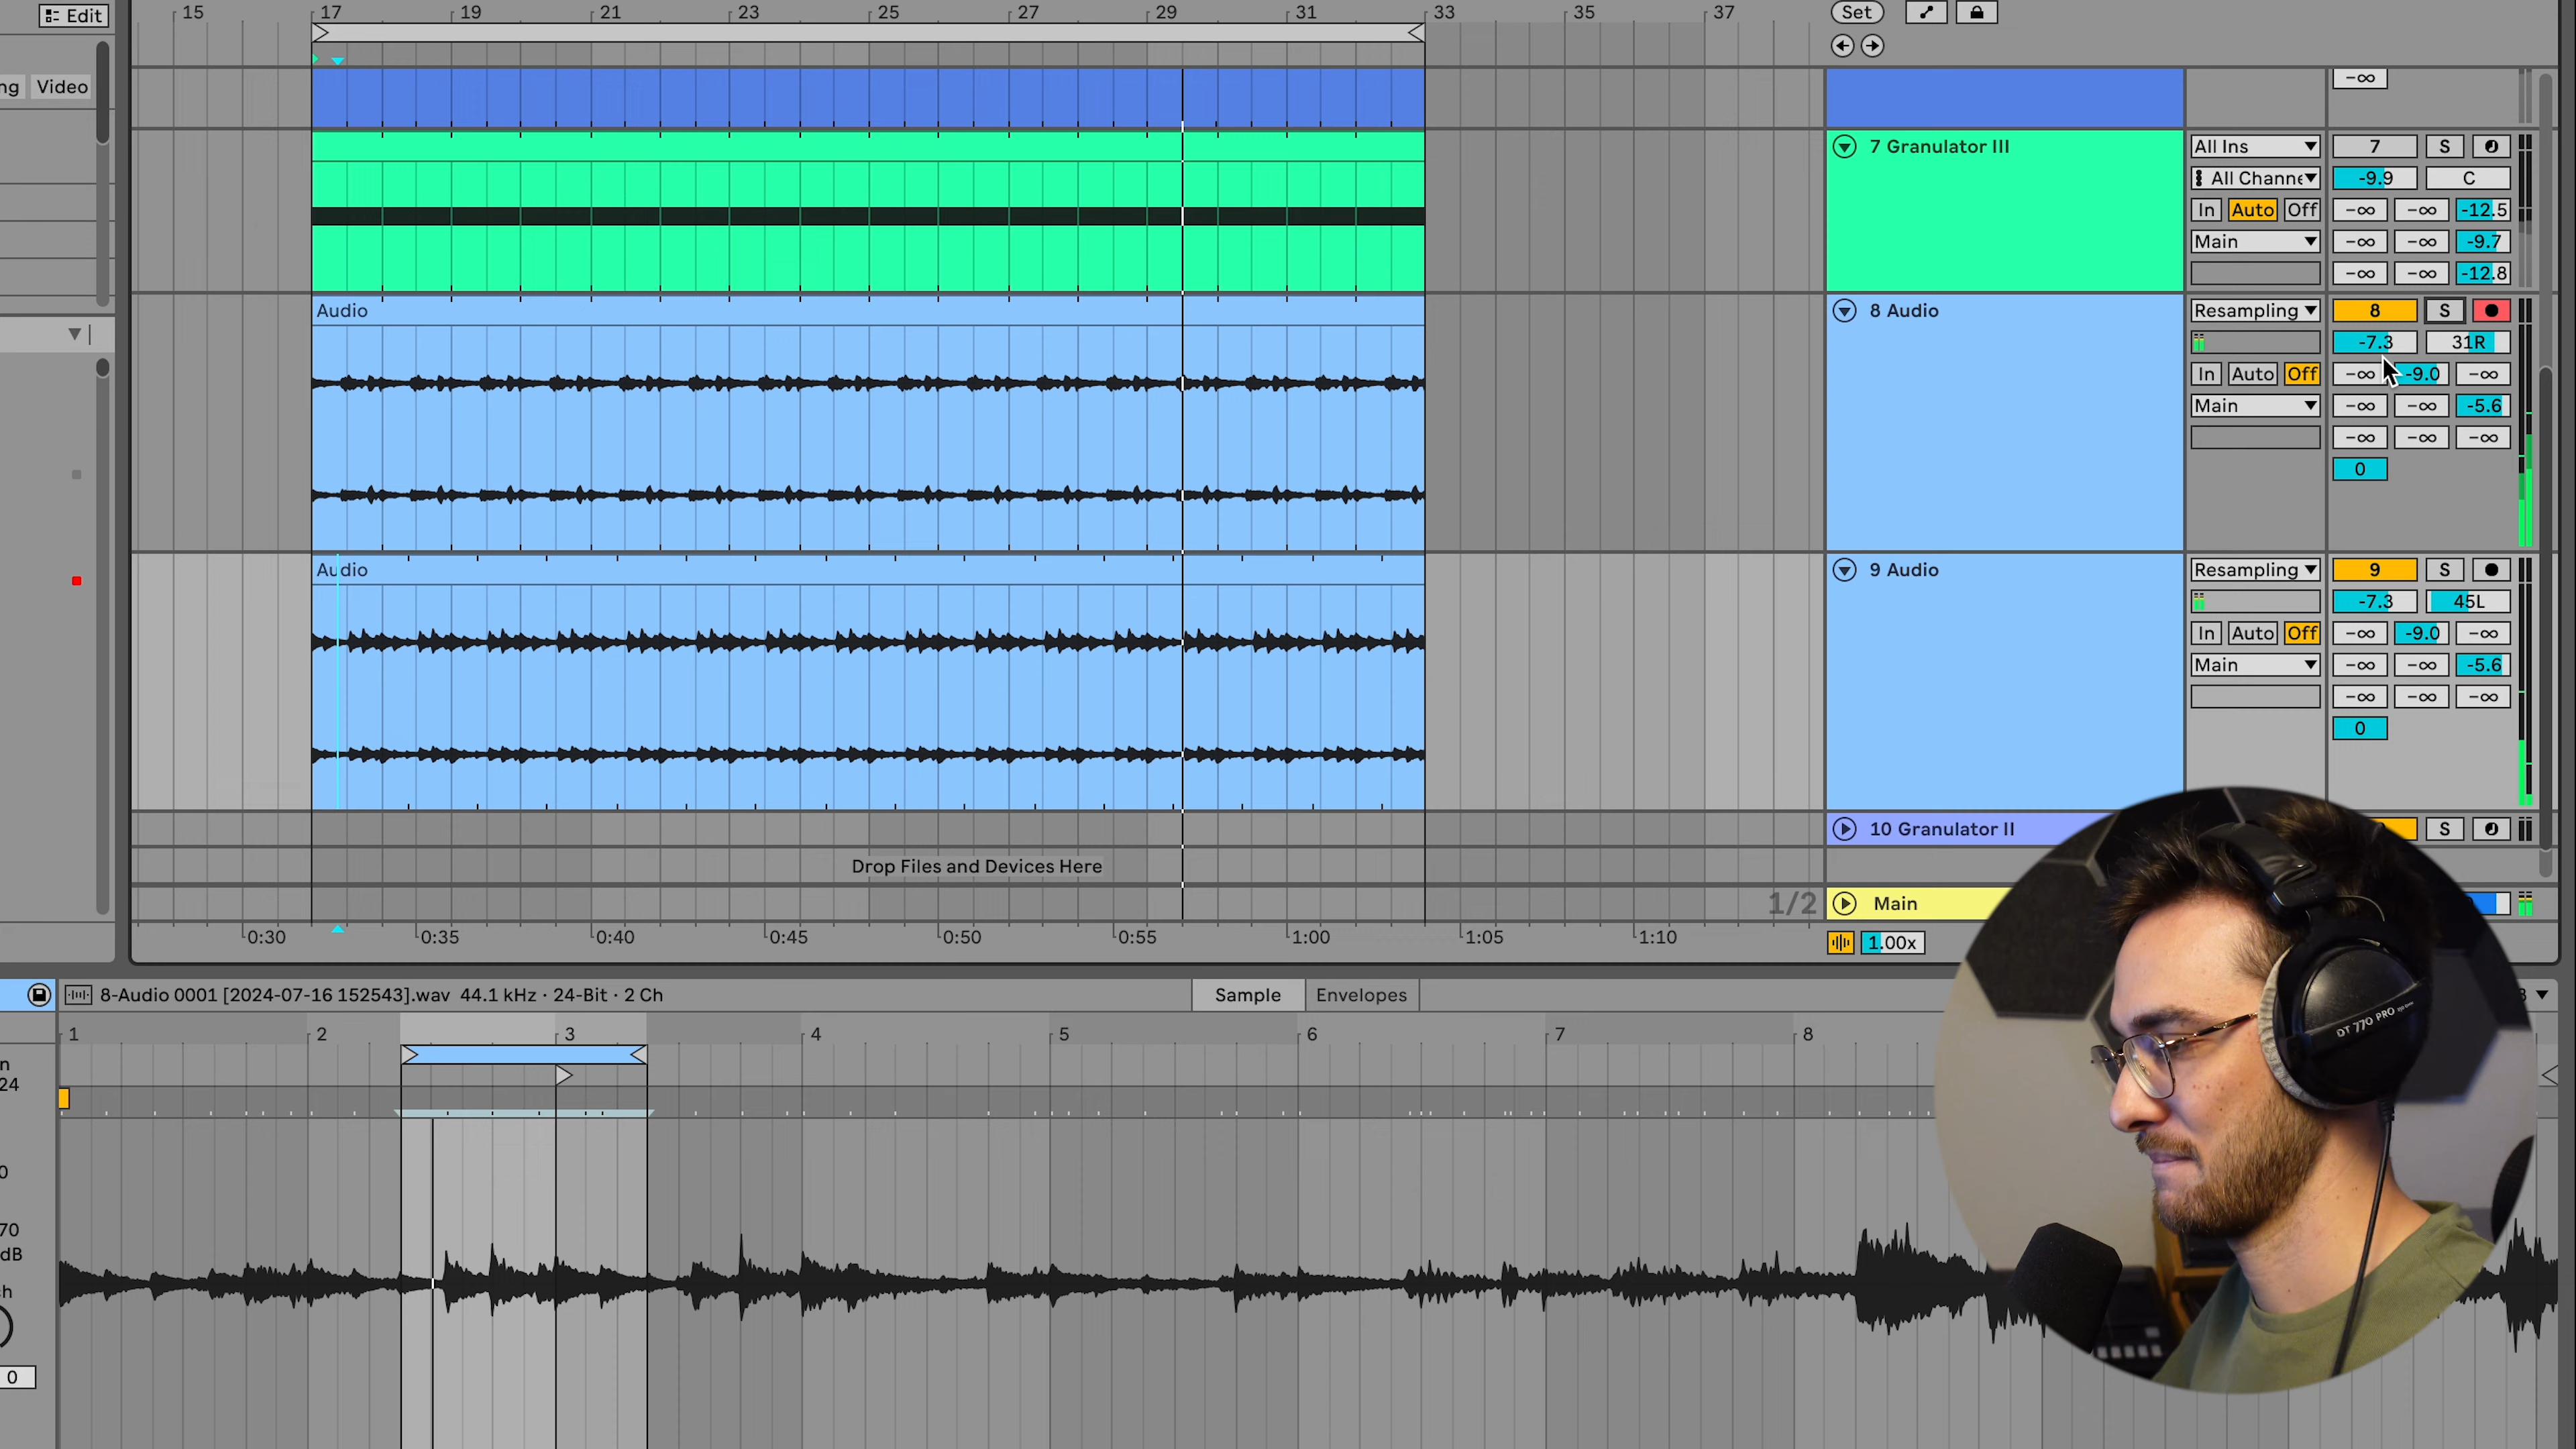 Edit
15 17 19 21 23 25 27 29 31 33 35 37
Set
ng Video
-∞
7 Granulator III
All Ins
7 S
All Channe
-9.9 C
In Auto Off
-∞ -∞ -12.5
Main
-∞ -∞ -9.7
-∞ -∞ -12.8
Audio
8 Audio
Resampling
8 S
-7.3 31R
In Auto Off
-∞ -9.0 -∞
Main
-∞ -∞ -5.6
-∞ -∞ -∞
0
Audio
9 Audio
Resampling
9 S
-7.3 45L
In Auto Off
-∞ -9.0 -∞
Main
-∞ -∞ -5.6
-∞ -∞ -∞
0
10 Granulator II
S
Drop Files and Devices Here
1/2
Main
0:30 0:35 0:40 0:45 0:50 0:55 1:00 1:05 1:10
1.00x
8-Audio 0001 [2024-07-16 152543].wav 44.1 kHz · 24-Bit · 2 Ch
Sample Envelopes
1 2 3 4 5 6 7 8
n
24
0
70
dB
ch
0
DT 770 PRO